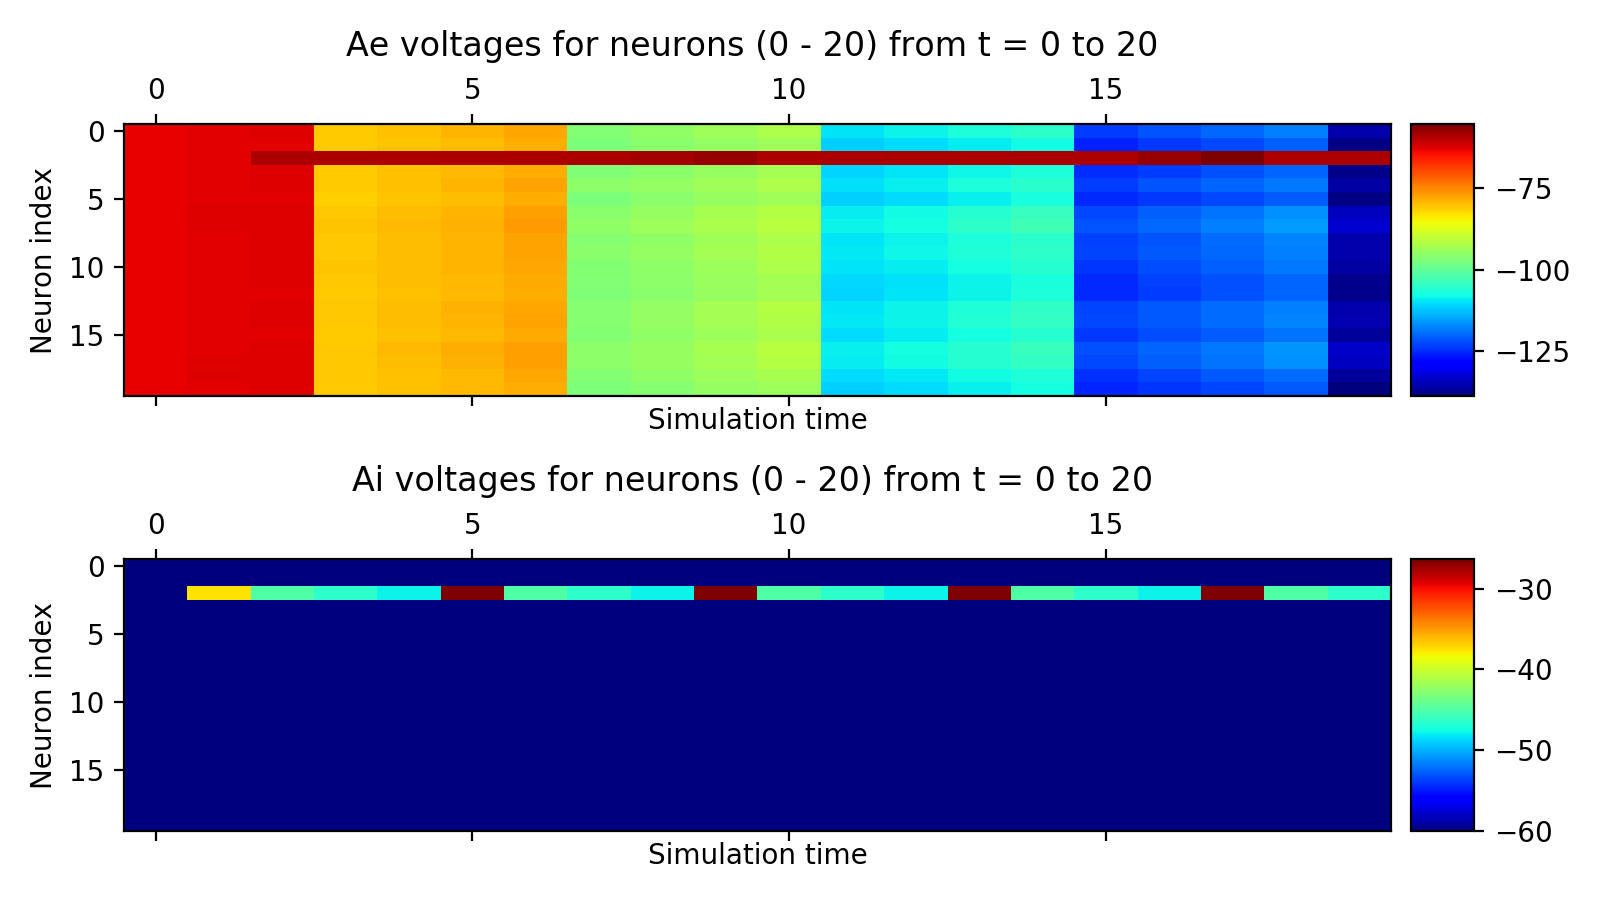 Ae voltages for neurons (0 - 20) from t = 0 to 20
0 5 10 15
Neuron index
0
5
10
15
Simulation time
−75
−100
−125
Ai voltages for neurons (0 - 20) from t = 0 to 20
0 5 10 15
Neuron index
0
5
10
15
Simulation time
−30
−40
−50
−60